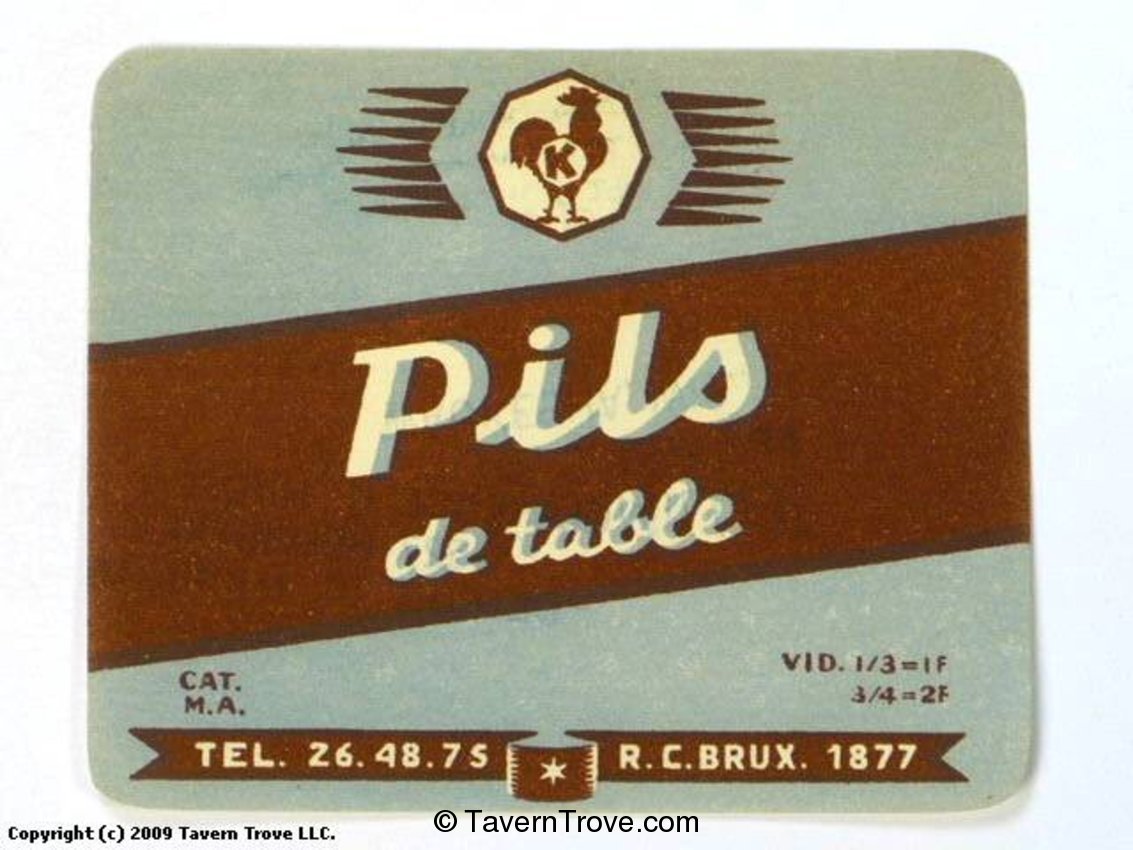 K
Pils
de table
CAT.
M.A.
VID. 1/3=1F
3/4=2F
TEL. 26.48.75
R.C.BRUX. 1877
© TavernTrove.com
Copyright (c) 2009 Tavern Trove LLC.